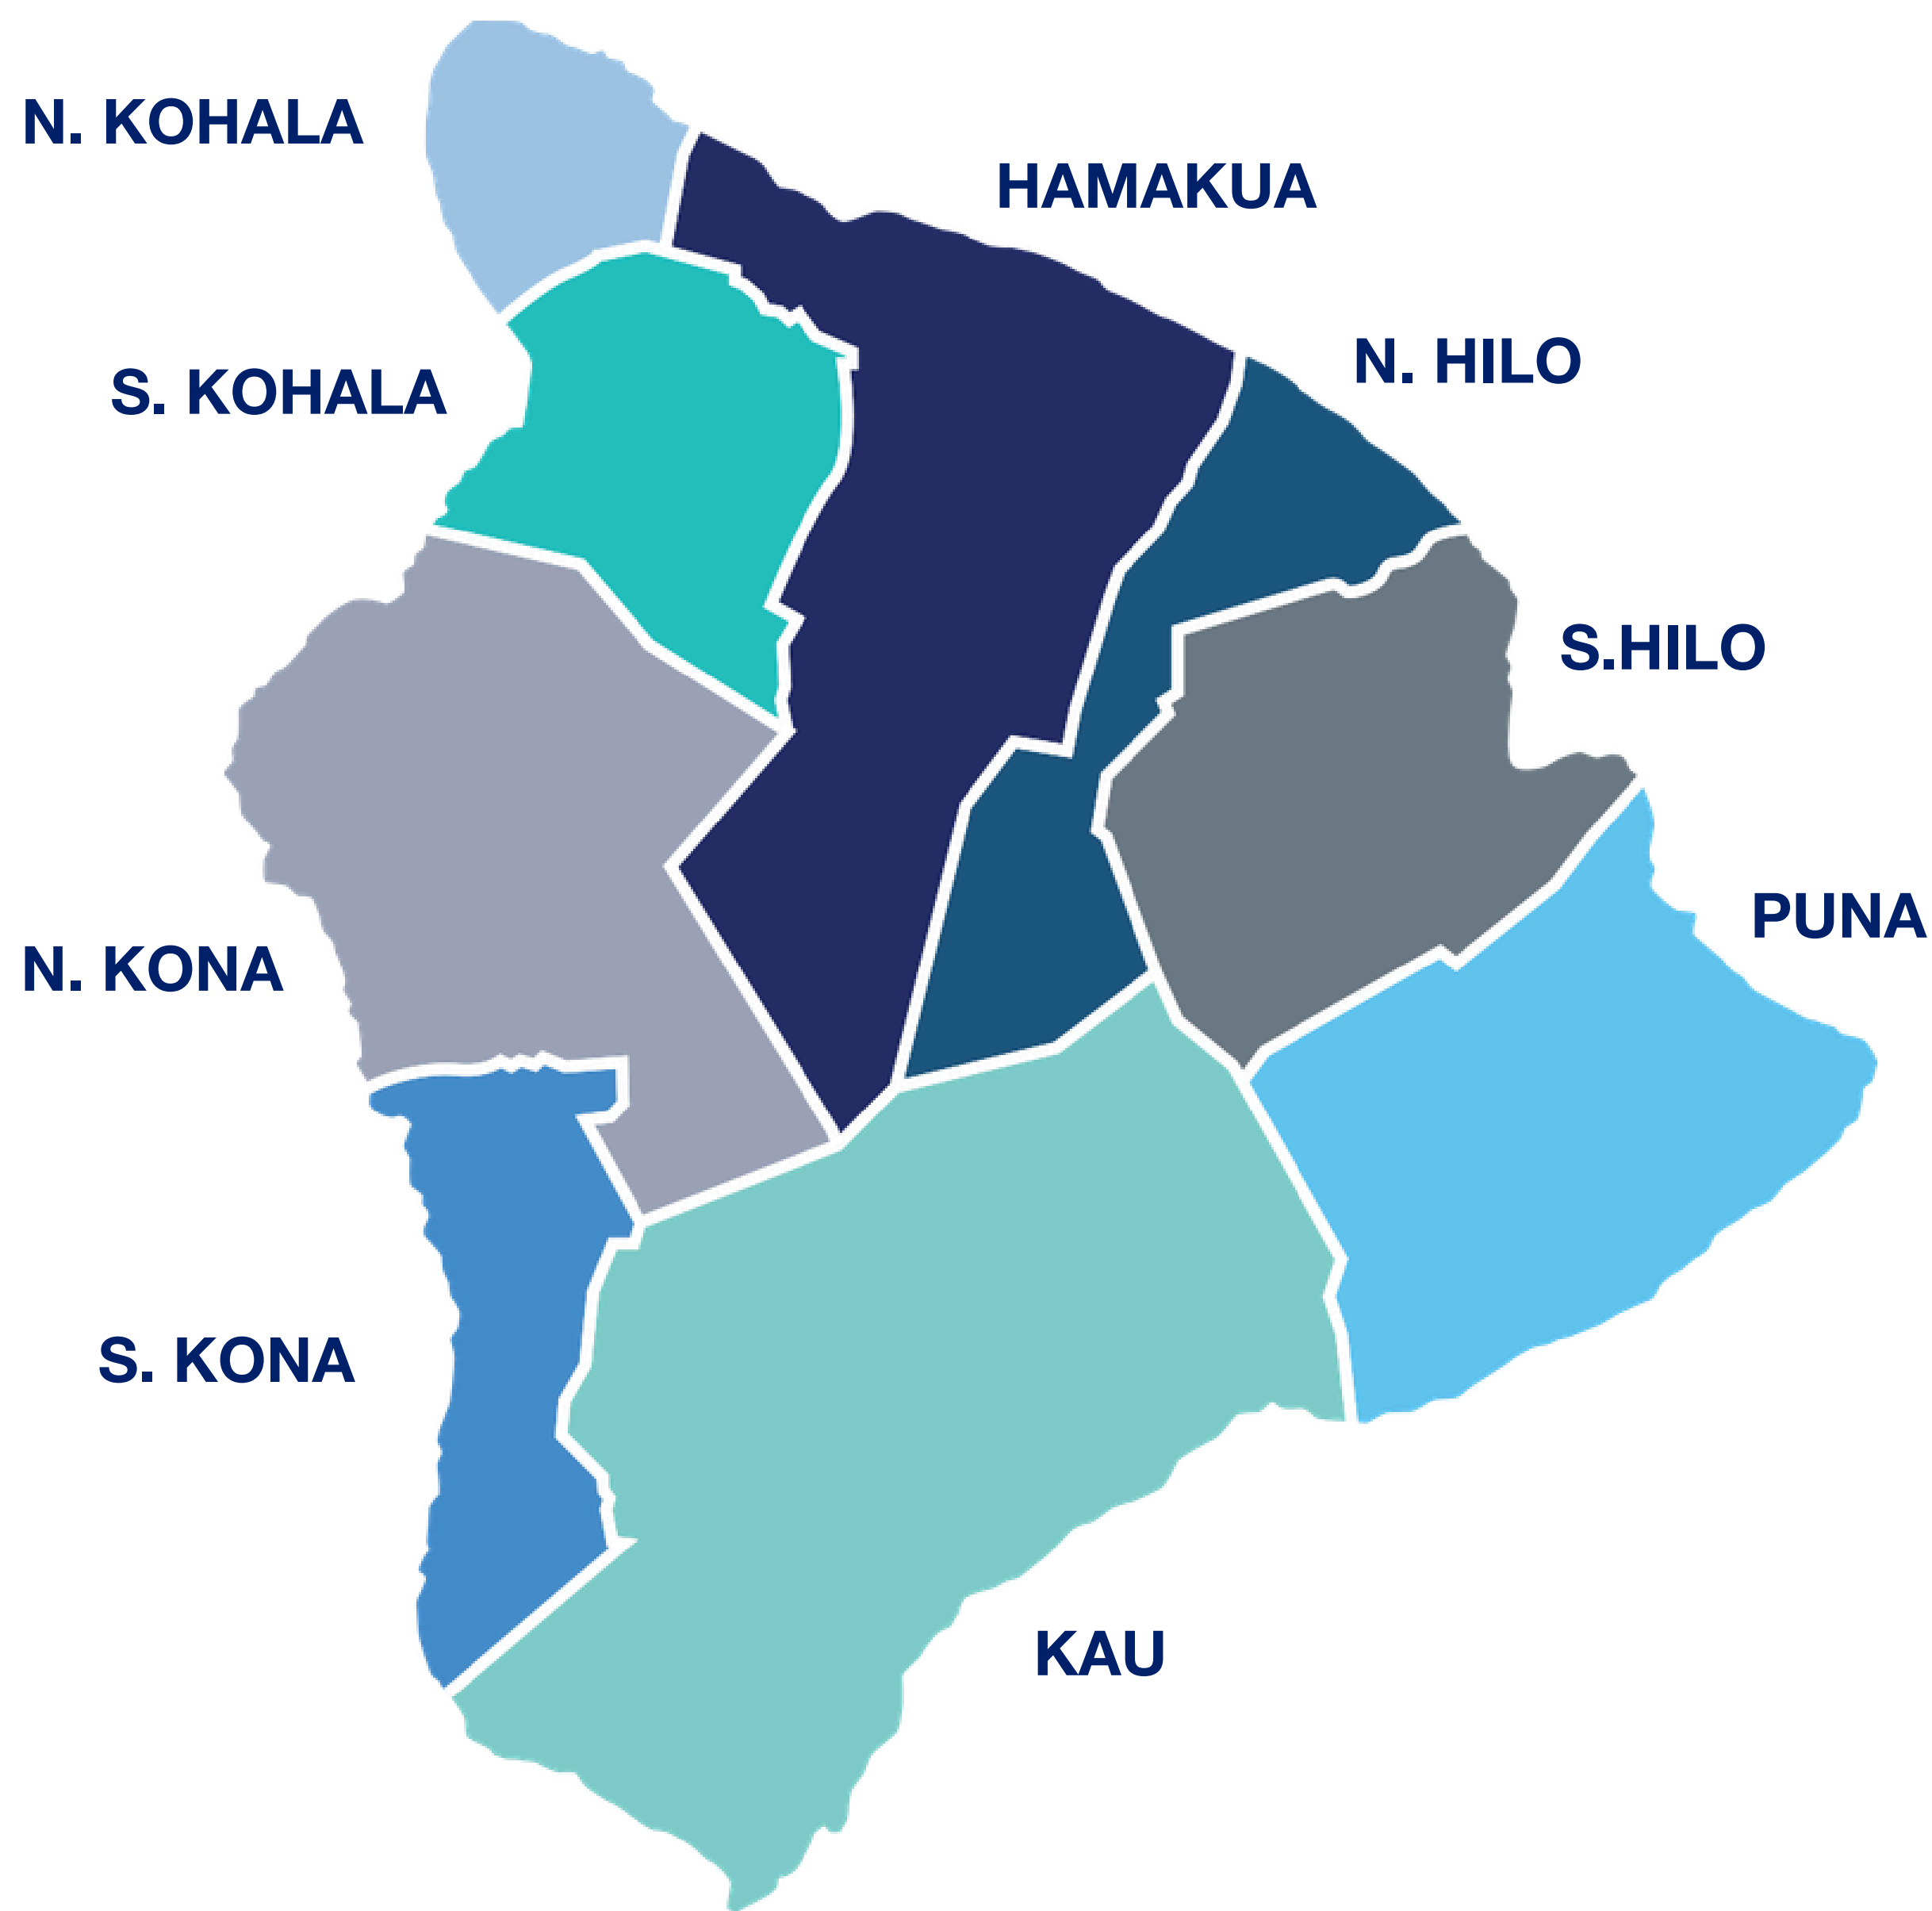 N. KOHALA
HAMAKUA
N. HILO
S. KOHALA
S.HILO
PUNA
N. KONA
S. KONA
KAU